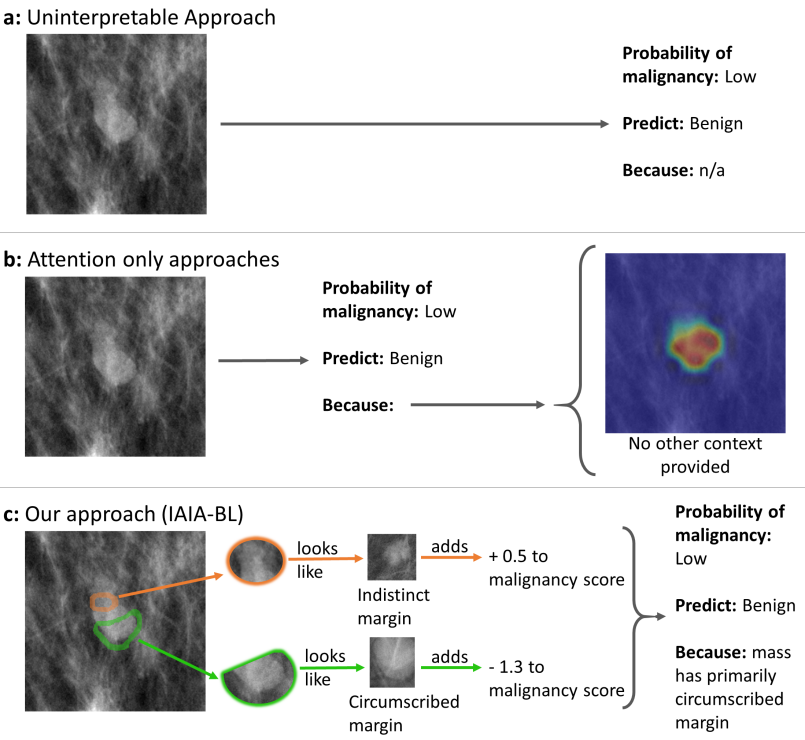 a: Uninterpretable Approach
Probability of
malignancy: Low
Predict: Benign
Because: n/a
b: Attention only approaches
Probability of
malignancy: Low
Predict: Benign
Because:
No other context
provided
c: Our approach (IAIA-BL)
looks
like
Indistinct
margin
adds
+ 0.5 to
malignancy score
looks
like
Circumscribed
margin
adds
- 1.3 to
malignancy score
Probability of
malignancy:
Low
Predict: Benign
Because: mass
has primarily
circumscribed
margin